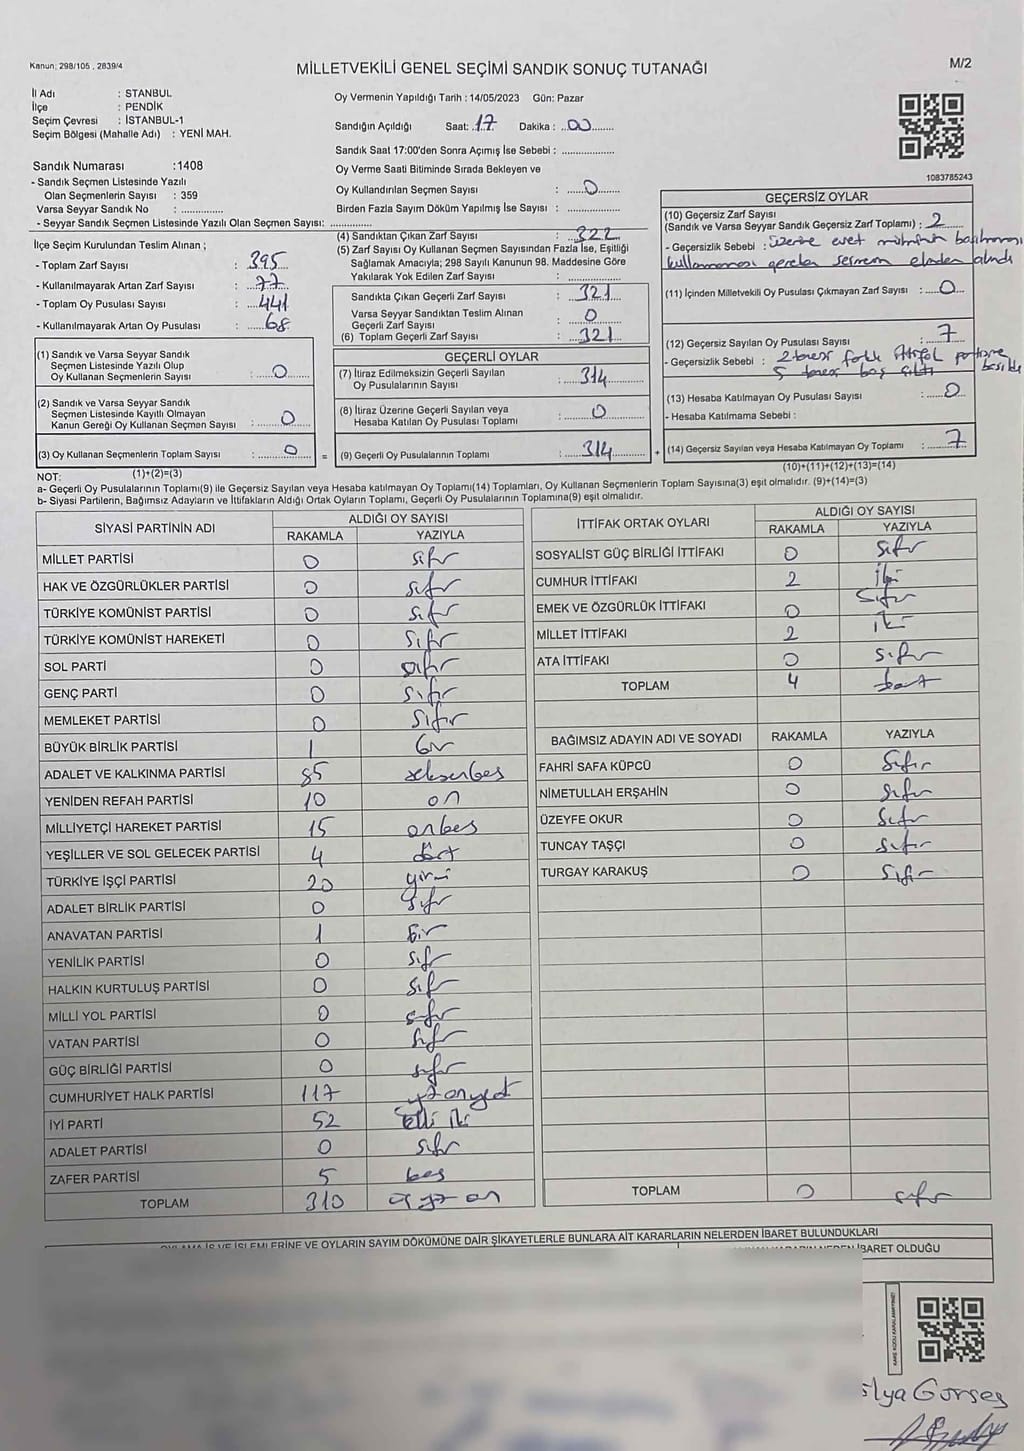 Kanun; 298/105 , 2839/4
MİLLETVEKİLİ GENEL SEÇİMİ SANDIK SONUÇ TUTANAĞI
M/2
İl Adı : STANBUL
İlçe : PENDİK
Seçim Çevresi : İSTANBUL-1
Seçim Bölgesi (Mahalle Adı) : YENİ MAH.
Sandık Numarası :1408
- Sandık Seçmen Listesinde Yazılı
Olan Seçmenlerin Sayısı : 359
Varsa Seyyar Sandık No : ..............
- Seyyar Sandık Seçmen Listesinde Yazılı Olan Seçmen Sayısı: ..............
Oy Vermenin Yapıldığı Tarih : 14/05/2023 Gün: Pazar
Sandığın Açıldığı Saat: 17 Dakika : 00
Sandık Saat 17:00'den Sonra Açımış İse Sebebi : ................
Oy Verme Saati Bitiminde Sırada Bekleyen ve
Oy Kullandırılan Seçmen Sayısı : 0
Birden Fazla Sayım Döküm Yapılmış İse Sayısı : ................
1083785243
İlçe Seçim Kurulundan Teslim Alınan ;
- Toplam Zarf Sayısı : 395
- Kullanılmayarak Artan Zarf Sayısı : 77
- Toplam Oy Pusulası Sayısı : 441
- Kullanılmayarak Artan Oy Pusulası : 68
(1) Sandık ve Varsa Seyyar Sandık
Seçmen Listesinde Yazılı Olup
Oy Kullanan Seçmenlerin Sayısı : 0
(2) Sandık ve Varsa Seyyar Sandık
Seçmen Listesinde Kayıtlı Olmayan
Kanun Gereği Oy Kullanan Seçmen Sayısı : 0
(3) Oy Kullanan Seçmenlerin Toplam Sayısı : 0
(1)+(2)=(3)
(4) Sandıktan Çıkan Zarf Sayısı : 322
(5) Zarf Sayısı Oy Kullanan Seçmen Sayısından Fazla İse, Eşitliği
Sağlamak Amacıyla; 298 Sayılı Kanunun 98. Maddesine Göre
Yakılarak Yok Edilen Zarf Sayısı : ................
Sandıkta Çıkan Geçerli Zarf Sayısı : 321
Varsa Seyyar Sandıktan Teslim Alınan
Geçerli Zarf Sayısı : 0
(6) Toplam Geçerli Zarf Sayısı : 321
GEÇERLİ OYLAR
(7) İtiraz Edilmeksizin Geçerli Sayılan
Oy Pusulalarının Sayısı : 314
(8) İtiraz Üzerine Geçerli Sayılan veya
Hesaba Katılan Oy Pusulası Toplamı : 0
= (9) Geçerli Oy Pusulalarının Toplamı : 314 +
GEÇERSİZ OYLAR
(10) Geçersiz Zarf Sayısı
(Sandık ve Varsa Seyyar Sandık Geçersiz Zarf Toplamı) : 2
- Geçersizlik Sebebi : üzerine evet mührünün basılmaması
kullanmaması gereken seçmen elinden alındı
(11) İçinden Milletvekili Oy Pusulası Çıkmayan Zarf Sayısı : 0
(12) Geçersiz Sayılan Oy Pusulası Sayısı : 7
- Geçersizlik Sebebi : 2 tanesi fazla partisine
5 tanesi boş çıktı basıldı
(13) Hesaba Katılmayan Oy Pusulası Sayısı : 0
- Hesaba Katılmama Sebebi :
(14) Geçersiz Sayılan veya Hesaba Katılmayan Oy Toplamı : 7
(10)+(11)+(12)+(13)=(14)
NOT:
a- Geçerli Oy Pusulalarının Toplamı(9) ile Geçersiz Sayılan veya Hesaba katılmayan Oy Toplamı(14) Toplamları, Oy Kullanan Seçmenlerin Toplam Sayısına(3) eşit olmalıdır. (9)+(14)=(3)
b- Siyasi Partilerin, Bağımsız Adayların ve İttifakların Aldığı Ortak Oyların Toplamı, Geçerli Oy Pusulalarının Toplamına(9) eşit olmalıdır.
SİYASİ PARTİNİN ADI ALDIĞI OY SAYISI
RAKAMLA YAZIYLA
MİLLET PARTİSİ 0 sıfır
HAK VE ÖZGÜRLÜKLER PARTİSİ 0 sıfır
TÜRKİYE KOMÜNİST PARTİSİ 0 sıfır
TÜRKİYE KOMÜNİST HAREKETİ 0 sıfır
SOL PARTİ 0 sıfır
GENÇ PARTİ 0 sıfır
MEMLEKET PARTİSİ 0 sıfır
BÜYÜK BİRLİK PARTİSİ 1 bir
ADALET VE KALKINMA PARTİSİ 85 seksenbeş
YENİDEN REFAH PARTİSİ 10 on
MİLLİYETÇİ HAREKET PARTİSİ 15 onbeş
YEŞİLLER VE SOL GELECEK PARTİSİ 4 dört
TÜRKİYE İŞÇİ PARTİSİ 20 yirmi
ADALET BİRLİK PARTİSİ 0 sıfır
ANAVATAN PARTİSİ 1 bir
YENİLİK PARTİSİ 0 sıfır
HALKIN KURTULUŞ PARTİSİ 0 sıfır
MİLLİ YOL PARTİSİ 0 sıfır
VATAN PARTİSİ 0 sıfır
GÜÇ BİRLİĞİ PARTİSİ 0 sıfır
CUMHURİYET HALK PARTİSİ 117 yüzonyedi
İYİ PARTİ 52 elli iki
ADALET PARTİSİ 0 sıfır
ZAFER PARTİSİ 5 beş
TOPLAM 310 üçyüz on
İTTİFAK ORTAK OYLARI ALDIĞI OY SAYISI
RAKAMLA YAZIYLA
SOSYALİST GÜÇ BİRLİĞİ İTTİFAKI 0 sıfır
CUMHUR İTTİFAKI 2 iki
EMEK VE ÖZGÜRLÜK İTTİFAKI 0 sıfır
MİLLET İTTİFAKI 2 iki
ATA İTTİFAKI 0 sıfır
TOPLAM 4 dört
BAĞIMSIZ ADAYIN ADI VE SOYADI RAKAMLA YAZIYLA
FAHRİ SAFA KÜPCÜ 0 sıfır
NİMETULLAH ERŞAHİN 0 sıfır
ÜZEYFE OKUR 0 sıfır
TUNCAY TAŞÇI 0 sıfır
TURGAY KARAKUŞ 0 sıfır
TOPLAM 0 sıfır
OYLAMA İŞ VE İŞLEMLERİNE VE OYLARIN SAYIM DÖKÜMÜNE DAİR ŞİKAYETLERLE BUNLARA AİT KARARLARIN NELERDEN İBARET BULUNDUKLARI
İBARET OLDUĞU
KARE KODU KARALAMAYINIZ!